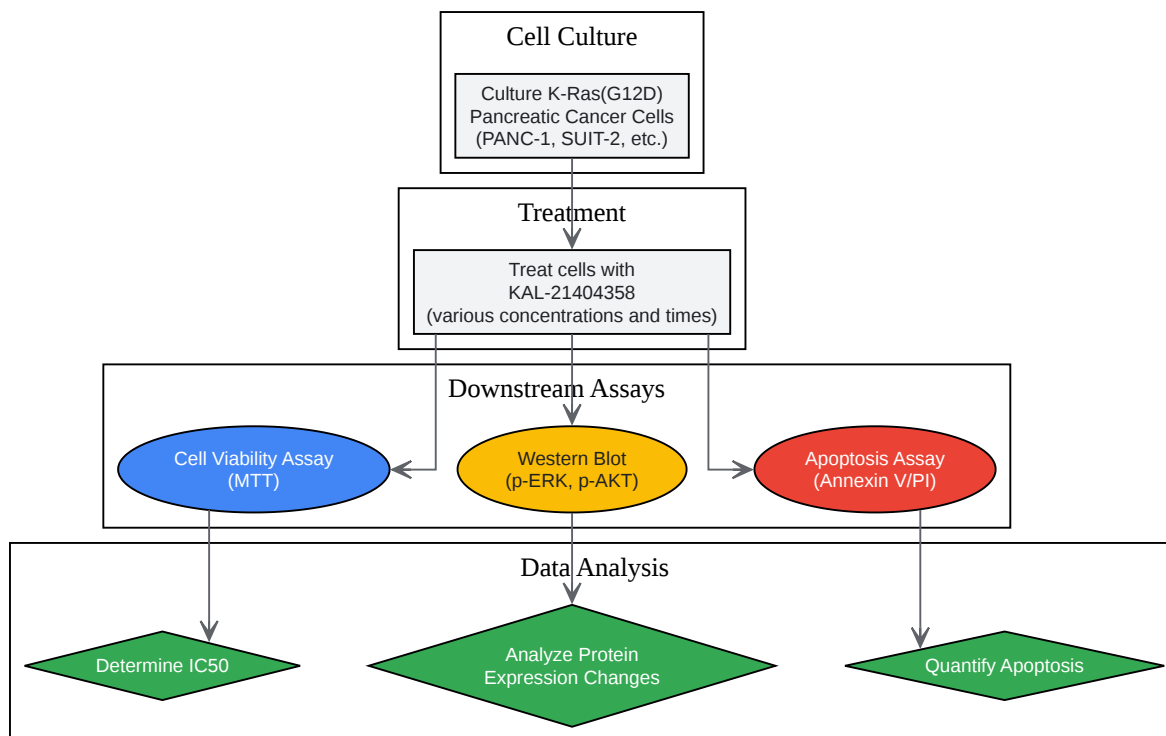 Cell Culture
Culture K-Ras(G12D)
Pancreatic Cancer Cells
(PANC-1, SUIT-2, etc.)
Treatment
Treat cells with
KAL-21404358
(various concentrations and times)
Downstream Assays
Cell Viability Assay
(MTT)
Western Blot
(p-ERK, p-AKT)
Apoptosis Assay
(Annexin V/PI)
Data Analysis
Determine IC50
Analyze Protein
Expression Changes
Quantify Apoptosis